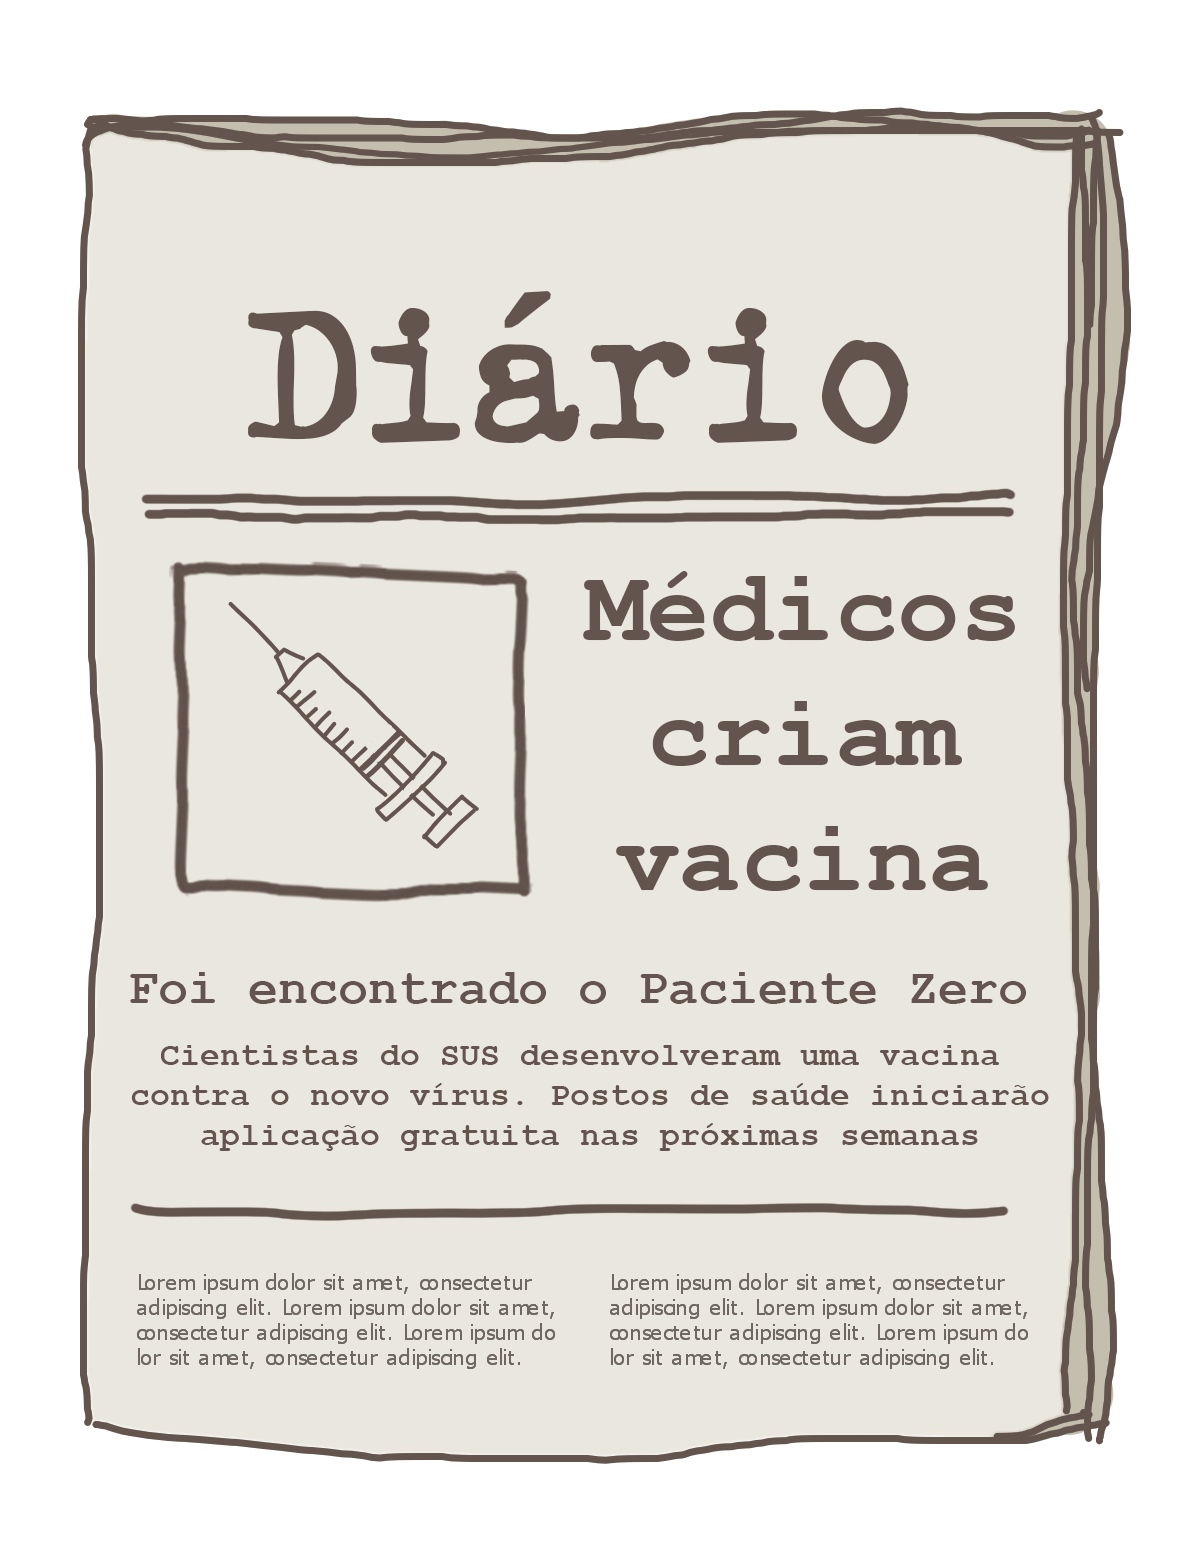 Diário
Médicos
criam
vacina
Foi encontrado o Paciente Zero
Cientistas do SUS desenvolveram uma vacina
contra o novo vírus. Postos de saúde iniciarão
aplicação gratuita nas próximas semanas
Lorem ipsum dolor sit amet, consectetur
adipiscing elit. Lorem ipsum dolor sit amet,
consectetur adipiscing elit. Lorem ipsum do
lor sit amet, consectetur adipiscing elit.
Lorem ipsum dolor sit amet, consectetur
adipiscing elit. Lorem ipsum dolor sit amet,
consectetur adipiscing elit. Lorem ipsum do
lor sit amet, consectetur adipiscing elit.